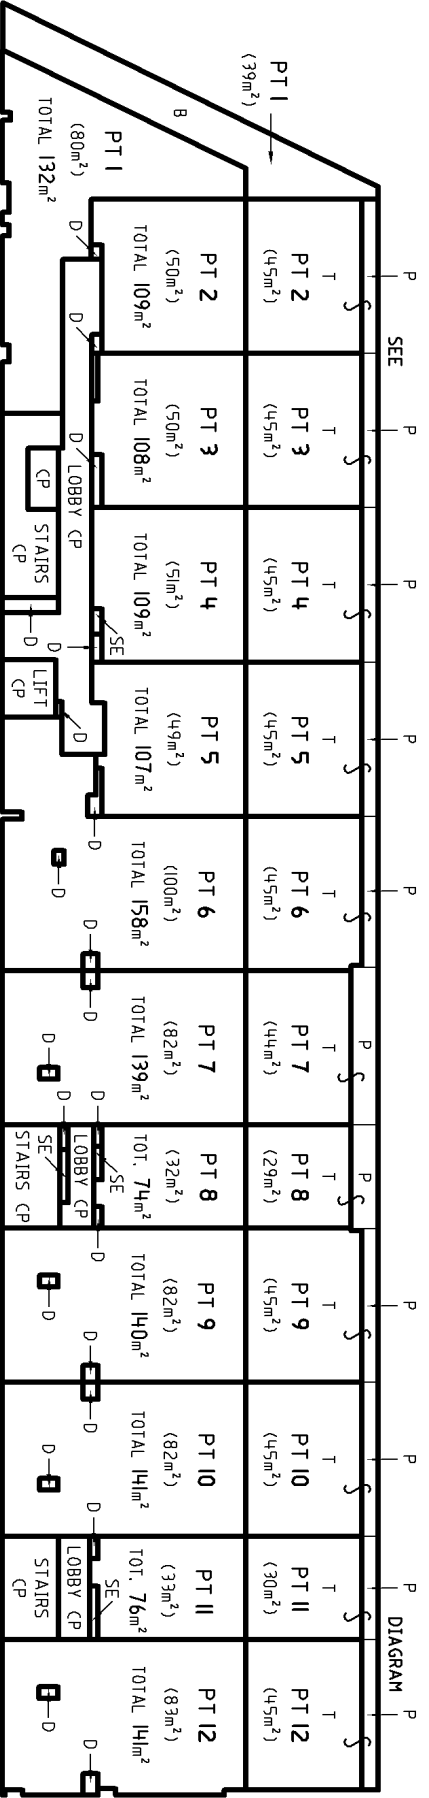 SEE
DIAGRAM
P
P
P
P
P
P
P
P
P
P
P
T
T
T
T
T
T
T
T
T
T
T
PT 1
(39m²)
B
PT 2
(45m²)
PT 3
(45m²)
PT 4
(45m²)
PT 5
(45m²)
PT 6
(45m²)
PT 7
(44m²)
PT 8
(29m²)
PT 9
(45m²)
PT 10
(45m²)
PT 11
(30m²)
PT 12
(45m²)
PT 1
(80m²)
TOTAL 132m²
PT 2
(50m²)
TOTAL 109m²
PT 3
(50m²)
TOTAL 108m²
PT 4
(51m²)
TOTAL 109m²
PT 5
(49m²)
TOTAL 107m²
PT 6
(100m²)
TOTAL 158m²
PT 7
(82m²)
TOTAL 139m²
PT 8
(32m²)
TOT. 74m²
PT 9
(82m²)
TOTAL 140m²
PT 10
(82m²)
TOTAL 141m²
PT 11
(33m²)
TOT. 76m²
PT 12
(83m²)
TOTAL 141m²
D
D
D
LOBBY CP
CP
STAIRS
CP
D
D
SE
LIFT
CP
D
D
D
D
D
D
D
D
SE
LOBBY CP
SE
STAIRS CP
D
D
D
D
D
D
SE
LOBBY CP
STAIRS
CP
D
D